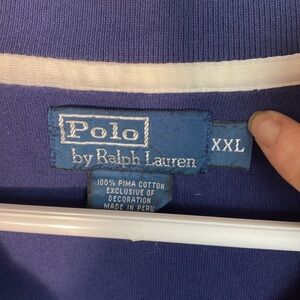 Polo
by Ralph Lauren
XXL
100% PIMA COTTON
EXCLUSIVE OF
DECORATION
MADE IN PERU